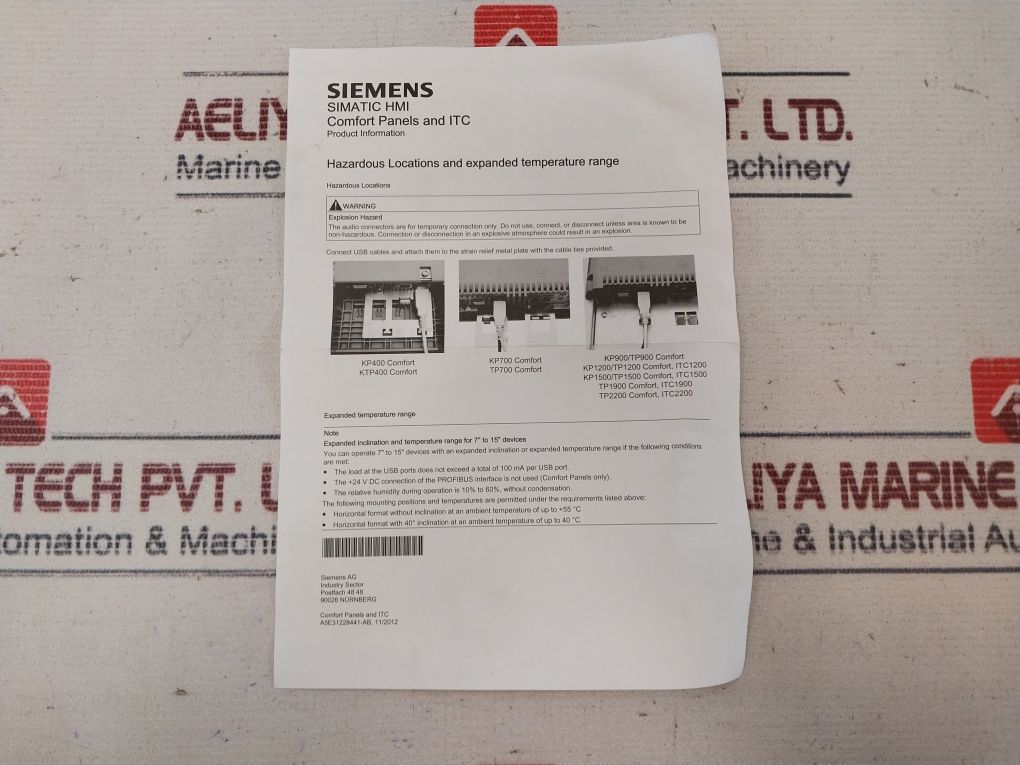 AELIY
T. LTD.
Marine
achinery
SIEMENS
SIMATIC HMI
Comfort Panels and ITC
Product Information
Hazardous Locations and expanded temperature range
Hazardous Locations
WARNING
Explosion Hazard
The audio connectors are for temporary connection only. Do not use, connect, or disconnect unless area is known to be
non-hazardous. Connection or disconnection in an explosive atmosphere could result in an explosion.
Connect USB cables and attach them to the strain relief metal plate with the cable ties provided.
KP400 Comfort
KTP400 Comfort
KP700 Comfort
TP700 Comfort
KP900/TP900 Comfort
KP1200/TP1200 Comfort, ITC1200
KP1500/TP1500 Comfort, ITC1500
TP1900 Comfort, ITC1900
TP2200 Comfort, ITC2200
Expanded temperature range
Note
Expanded inclination and temperature range for 7" to 15" devices
You can operate 7" to 15" devices with an expanded inclination or expanded temperature range if the following conditions
are met:
• The load at the USB ports does not exceed a total of 100 mA per USB port.
• The +24 V DC connection of the PROFIBUS interface is not used (Comfort Panels only).
• The relative humidity during operation is 10% to 60%, without condensation.
The following mounting positions and temperatures are permitted under the requirements listed above:
• Horizontal format without inclination at an ambient temperature of up to +55 °C
• Horizontal format with 40° inclination at an ambient temperature of up to 40 °C
Siemens AG
Industry Sector
Postfach 48 48
90026 NÜRNBERG
Comfort Panels and ITC
A5E31228441-AB, 11/2012
TECH PVT. L
LIYA MARINE
omation & Machi
ne & Industrial Au